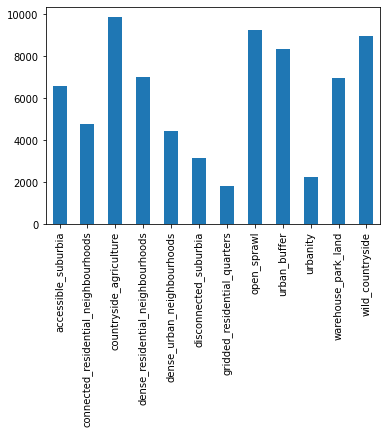 10000
8000
6000
4000
2000
0
accessible_suburbia
connected_residential_neighbourhoods
countryside_agriculture
dense_residential_neighbourhoods
dense_urban_neighbourhoods
disconnected_suburbia
gridded_residential_quarters
open_sprawl
urban_buffer
urbanity
warehouse_park_land
wild_countryside